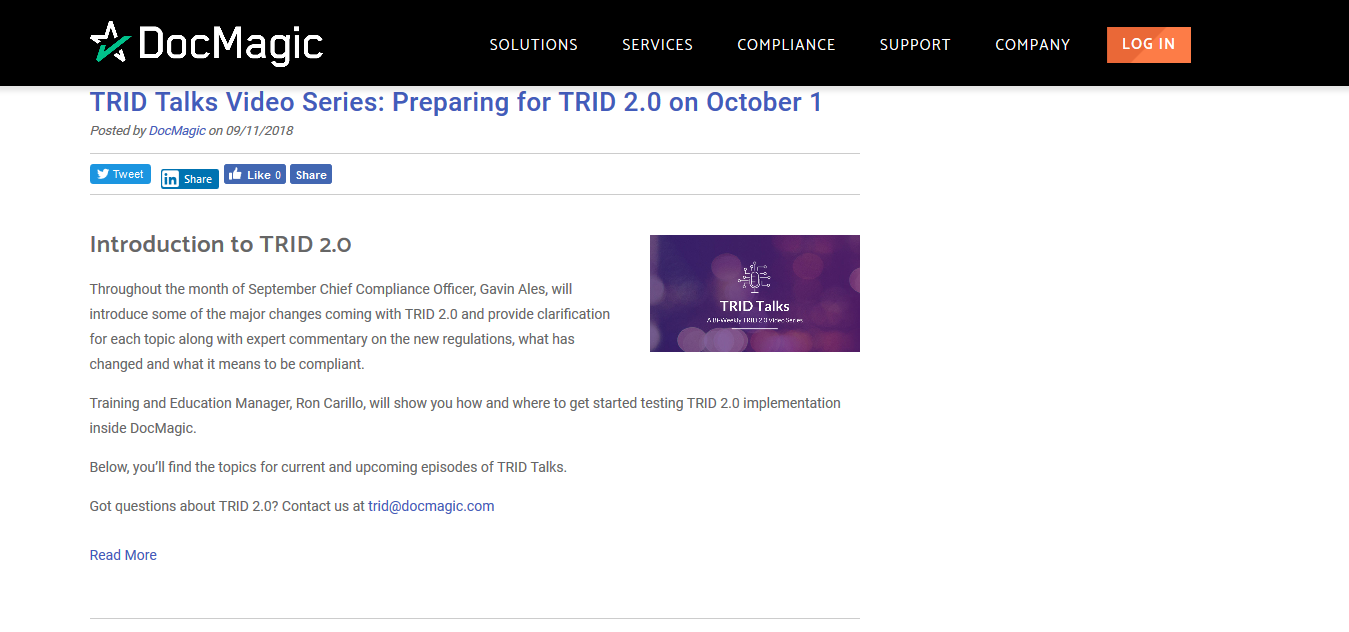 DocMagic
SOLUTIONS SERVICES COMPLIANCE SUPPORT COMPANY LOG IN
TRID Talks Video Series: Preparing for TRID 2.0 on October 1
Posted by DocMagic on 09/11/2018
Tweet in Share Like 0 Share
Introduction to TRID 2.0
Throughout the month of September Chief Compliance Officer, Gavin Ales, will
introduce some of the major changes coming with TRID 2.0 and provide clarification
for each topic along with expert commentary on the new regulations, what has
changed and what it means to be compliant.
TRID Talks
A Bi-Weekly TRID 2.0 Video Series
Training and Education Manager, Ron Carillo, will show you how and where to get started testing TRID 2.0 implementation
inside DocMagic.
Below, you’ll find the topics for current and upcoming episodes of TRID Talks.
Got questions about TRID 2.0? Contact us at trid@docmagic.com
Read More